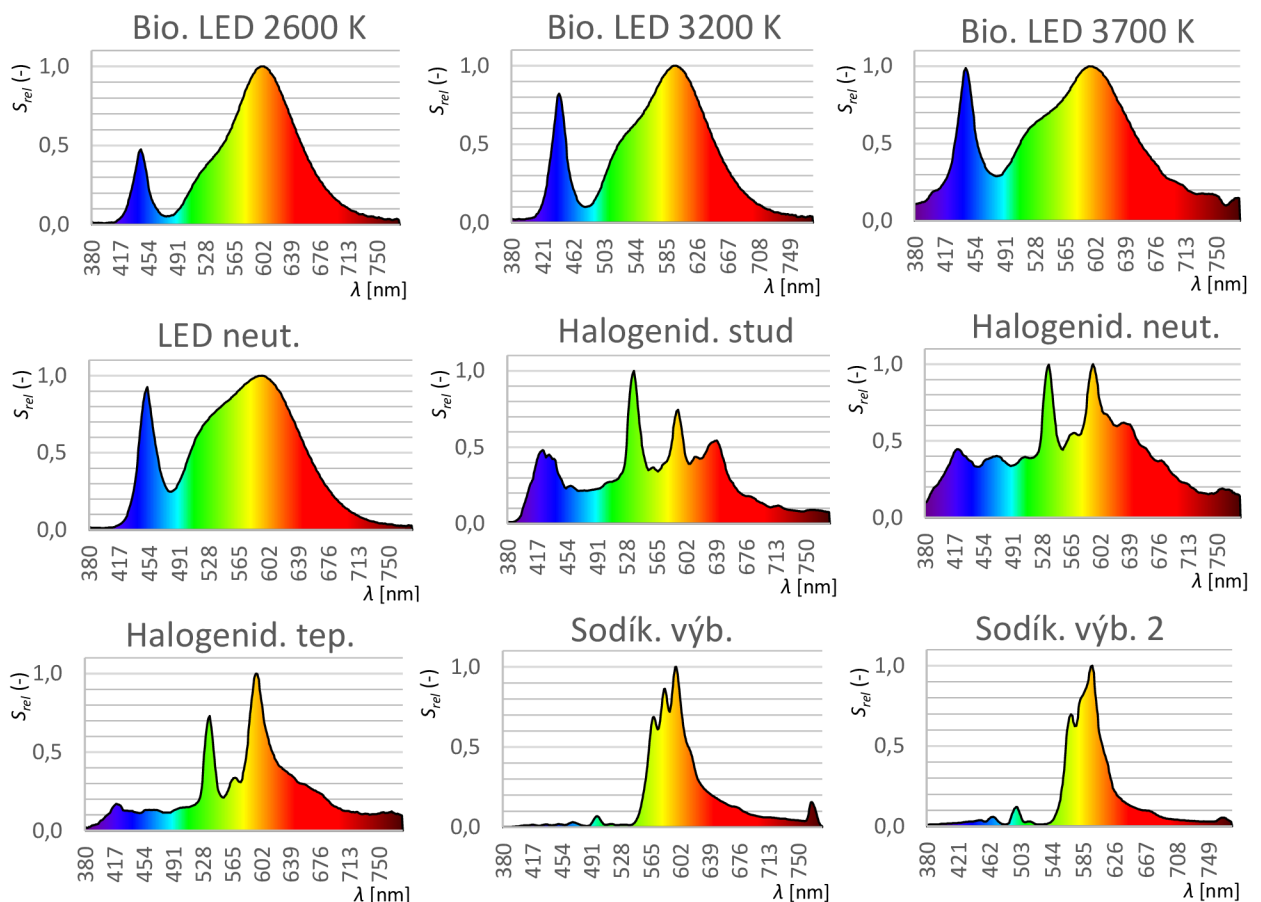 Bio. LED 2600 K
S_rel (-)
1,0
0,5
0,0
380 417 454 491 528 565 602 639 676 713 750
λ [nm]
Bio. LED 3200 K
S_rel (-)
1,0
0,5
0,0
380 421 462 503 544 585 626 667 708 749
λ [nm]
Bio. LED 3700 K
S_rel (-)
1,0
0,5
0,0
380 417 454 491 528 565 602 639 676 713 750
λ [nm]
LED neut.
S_rel (-)
1,0
0,5
0,0
380 417 454 491 528 565 602 639 676 713 750
λ [nm]
Halogenid. stud
S_rel (-)
1,0
0,5
0,0
380 417 454 491 528 565 602 639 676 713 750
λ [nm]
Halogenid. neut.
S_rel (-)
1,0
0,5
0,0
380 417 454 491 528 565 602 639 676 713 750
λ [nm]
Halogenid. tep.
S_rel (-)
1,0
0,5
0,0
380 417 454 491 528 565 602 639 676 713 750
λ [nm]
Sodík. výb.
S_rel (-)
1,0
0,5
0,0
380 417 454 491 528 565 602 639 676 713 750
λ [nm]
Sodík. výb. 2
S_rel (-)
1,0
0,5
0,0
380 421 462 503 544 585 626 667 708 749
λ [nm]